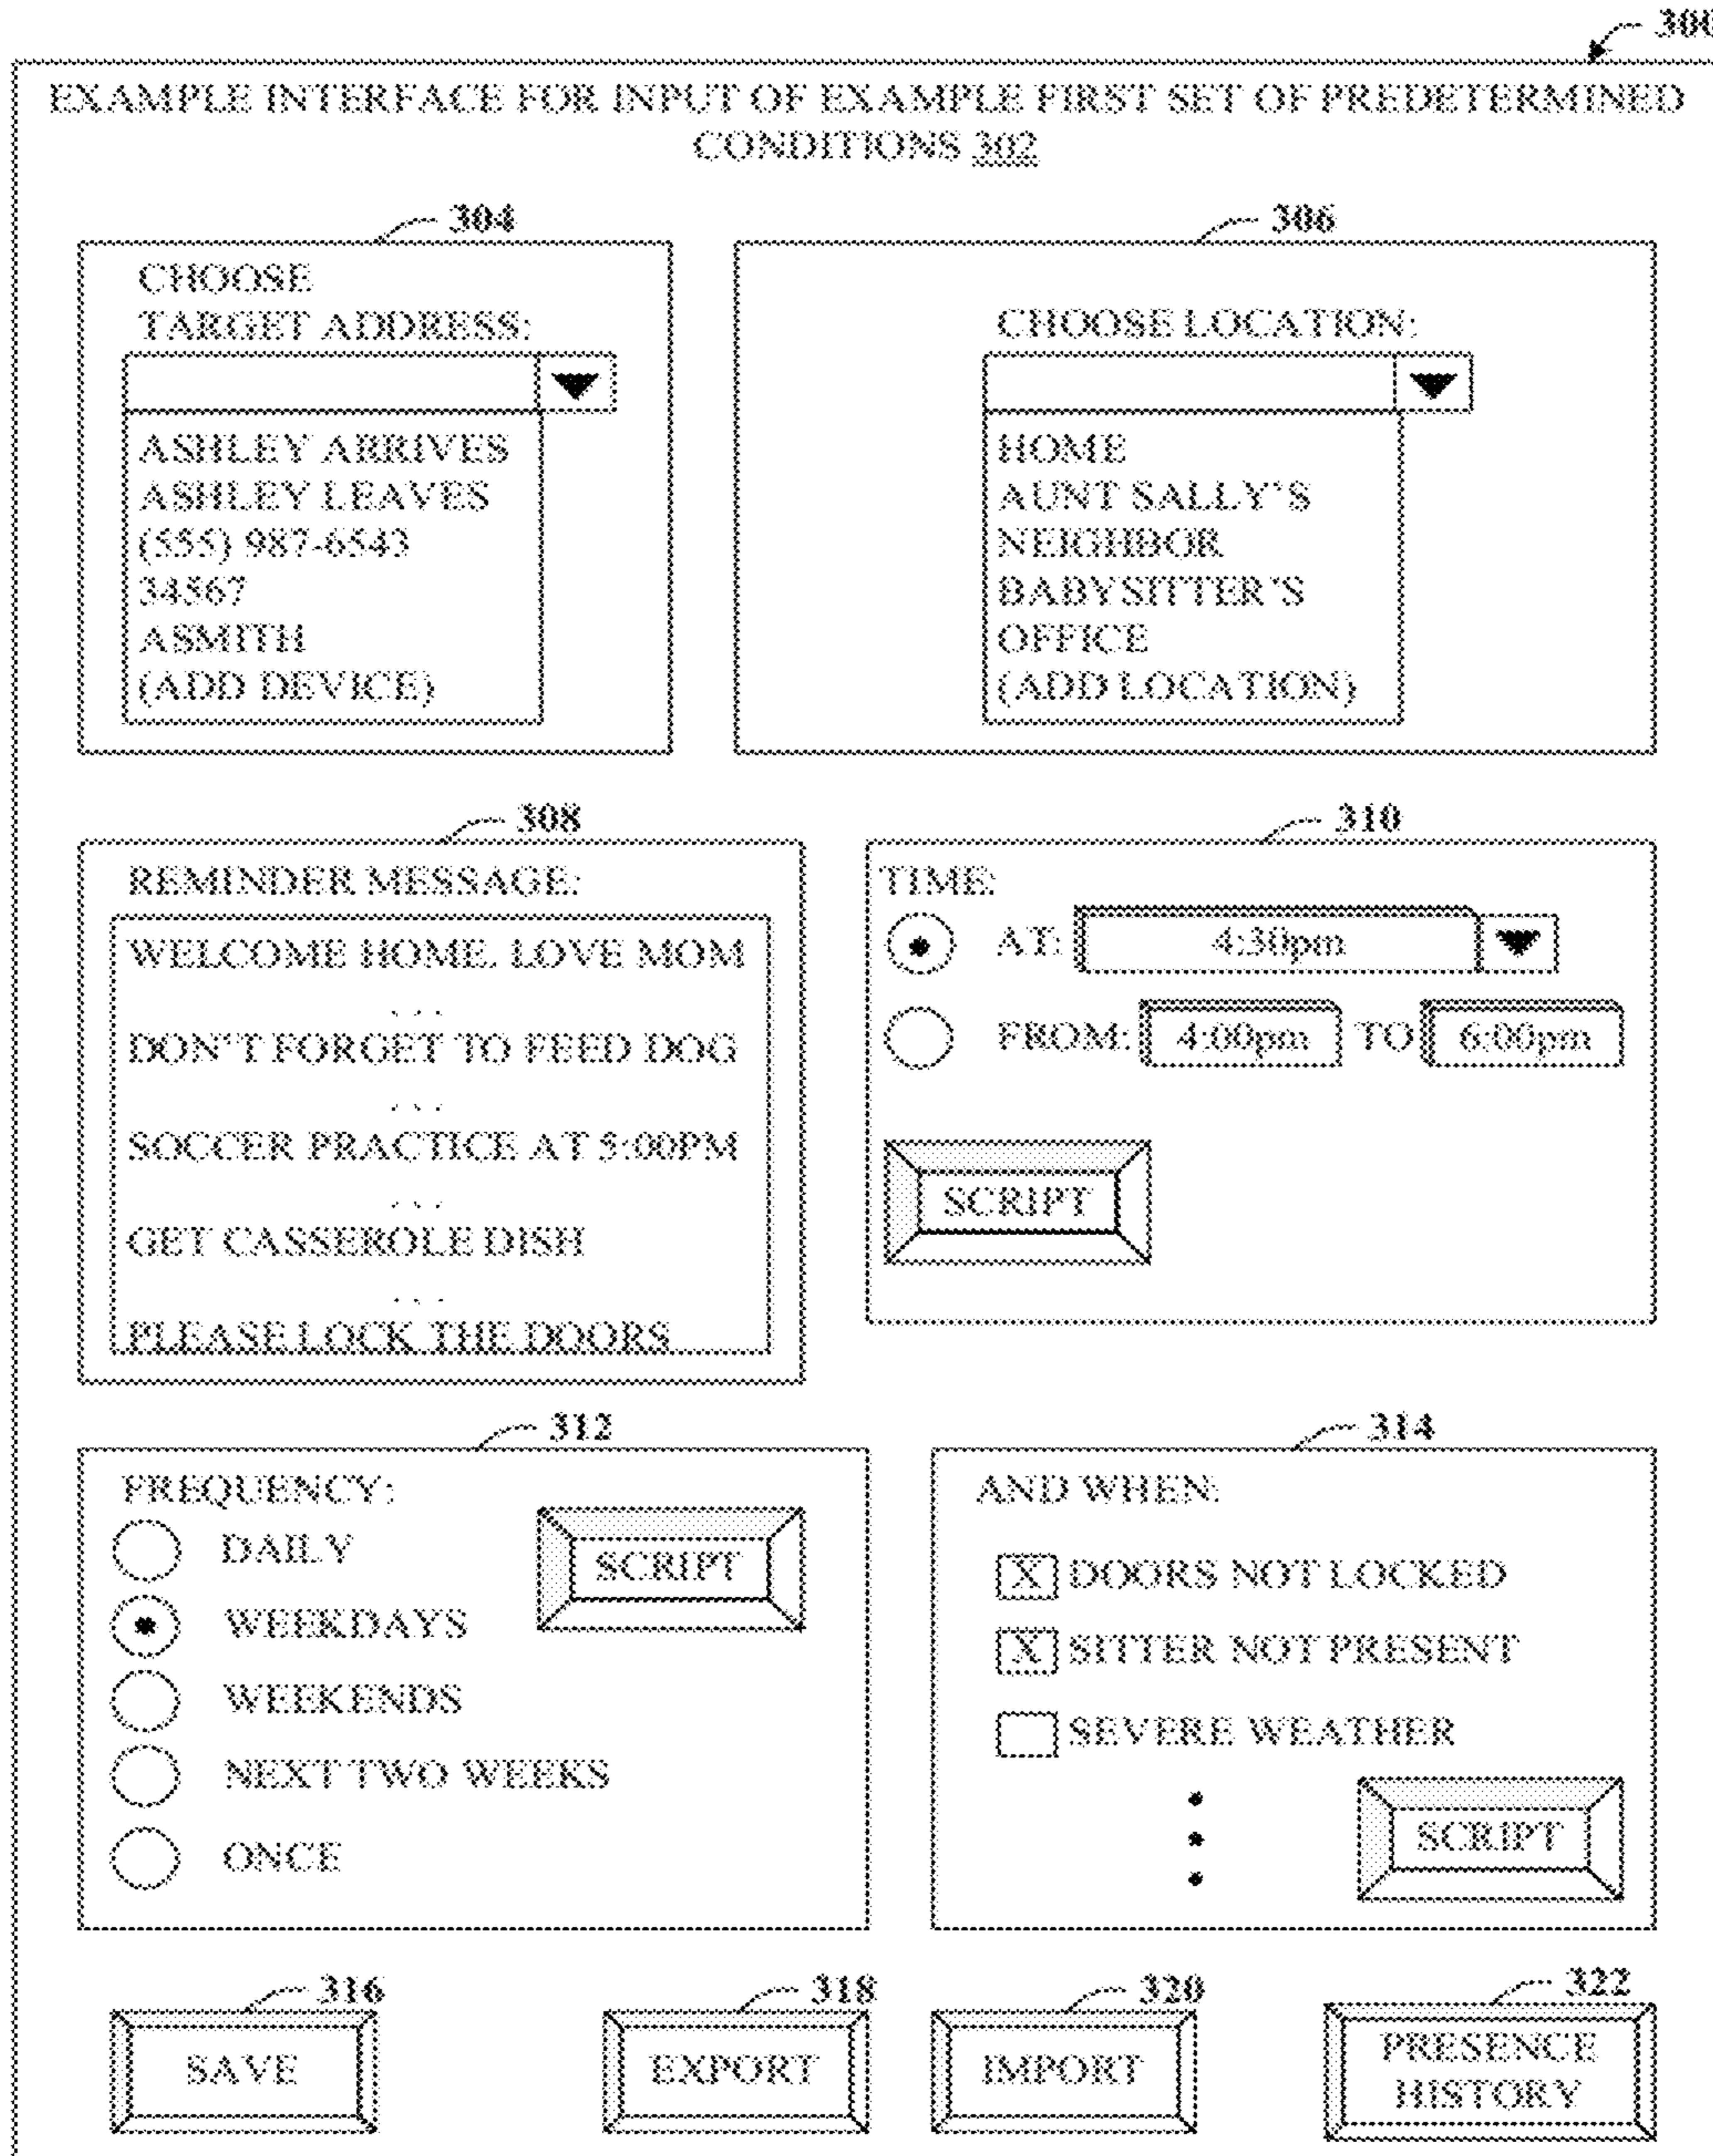 300
EXAMPLE INTERFACE FOR INPUT OF EXAMPLE FIRST SET OF PREDETERMINED
CONDITIONS 302
304
CHOOSE
TARGET ADDRESS:
ASHLEY ARRIVES
ASHLEY LEAVES
(555) 987-6543
34567
ASMITH
(ADD DEVICE)
306
CHOOSE LOCATION:
HOME
AUNT SALLY'S
NEIGHBOR
BABYSITTER'S
OFFICE
(ADD LOCATION)
308
REMINDER MESSAGE:
WELCOME HOME. LOVE MOM
. . .
DON'T FORGET TO FEED DOG
. . .
SOCCER PRACTICE AT 5:00PM
. . .
GET CASSEROLE DISH
. . .
PLEASE LOCK THE DOORS
310
TIME:
AT: 4:30pm
FROM: 4:00pm TO 6:00pm
SCRIPT
312
FREQUENCY:
DAILY
WEEKDAYS
WEEKENDS
NEXT TWO WEEKS
ONCE
SCRIPT
314
AND WHEN:
X DOORS NOT LOCKED
X SITTER NOT PRESENT
SEVERE WEATHER
SCRIPT
316
SAVE
318
EXPORT
320
IMPORT
322
PRESENCE
HISTORY